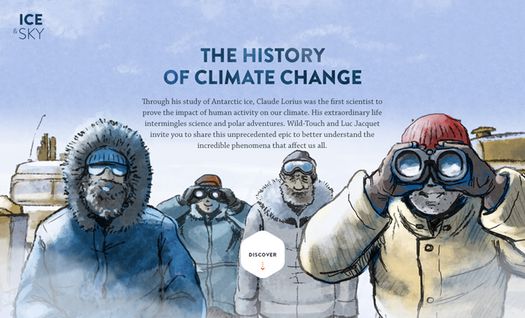 ICE
& SKY
THE HISTORY
OF CLIMATE CHANGE
Through his study of Antarctic ice, Claude Lorius was the first scientist to
prove the impact of human activity on our climate. His extraordinary life
intermingles science and polar adventures. Wild-Touch and Luc Jacquet
invite you to share this unprecedented epic to better understand the
incredible phenomena that affect us all.
DISCOVER